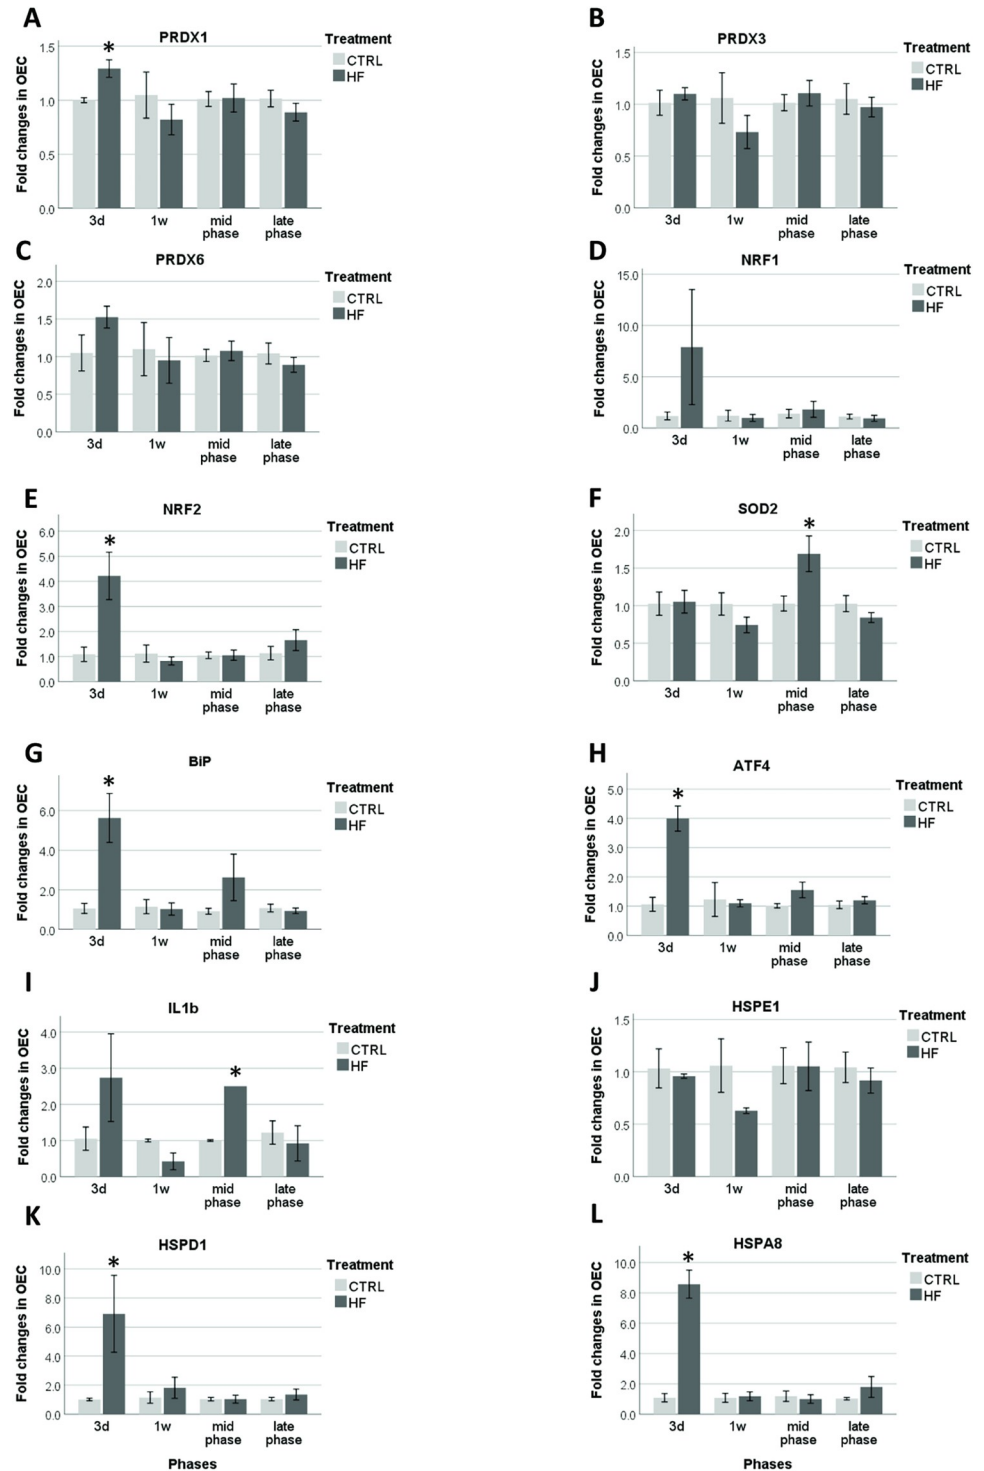 A
PRDX1
Treatment
CTRL
HF
Fold changes in OEC
1.5
1.0
0.5
0.0
*
3d
1w
mid
phase
late
phase
B
PRDX3
Treatment
CTRL
HF
Fold changes in OEC
1.5
1.0
0.5
0.0
3d
1w
mid
phase
late
phase
C
PRDX6
Treatment
CTRL
HF
Fold changes in OEC
2.0
1.5
1.0
0.5
0.0
3d
1w
mid
phase
late
phase
D
NRF1
Treatment
CTRL
HF
Fold changes in OEC
15.0
10.0
5.0
0.0
3d
1w
mid
phase
late
phase
E
NRF2
Treatment
CTRL
HF
Fold changes in OEC
6.0
5.0
4.0
3.0
2.0
1.0
0.0
*
3d
1w
mid
phase
late
phase
F
SOD2
Treatment
CTRL
HF
Fold changes in OEC
2.0
1.5
1.0
0.5
0.0
*
3d
1w
mid
phase
late
phase
G
BiP
Treatment
CTRL
HF
Fold changes in OEC
6.0
4.0
2.0
0.0
*
3d
1w
mid
phase
late
phase
H
ATF4
Treatment
CTRL
HF
Fold changes in OEC
5.0
4.0
3.0
2.0
1.0
0.0
*
3d
1w
mid
phase
late
phase
I
IL1b
Treatment
CTRL
HF
Fold changes in OEC
4.0
3.0
2.0
1.0
0.0
*
3d
1w
mid
phase
late
phase
J
HSPE1
Treatment
CTRL
HF
Fold changes in OEC
1.5
1.0
0.5
0.0
3d
1w
mid
phase
late
phase
K
HSPD1
Treatment
CTRL
HF
Fold changes in OEC
10.0
8.0
6.0
4.0
2.0
0.0
*
3d
1w
mid
phase
late
phase
Phases
L
HSPA8
Treatment
CTRL
HF
Fold changes in OEC
10.0
8.0
6.0
4.0
2.0
0.0
*
3d
1w
mid
phase
late
phase
Phases